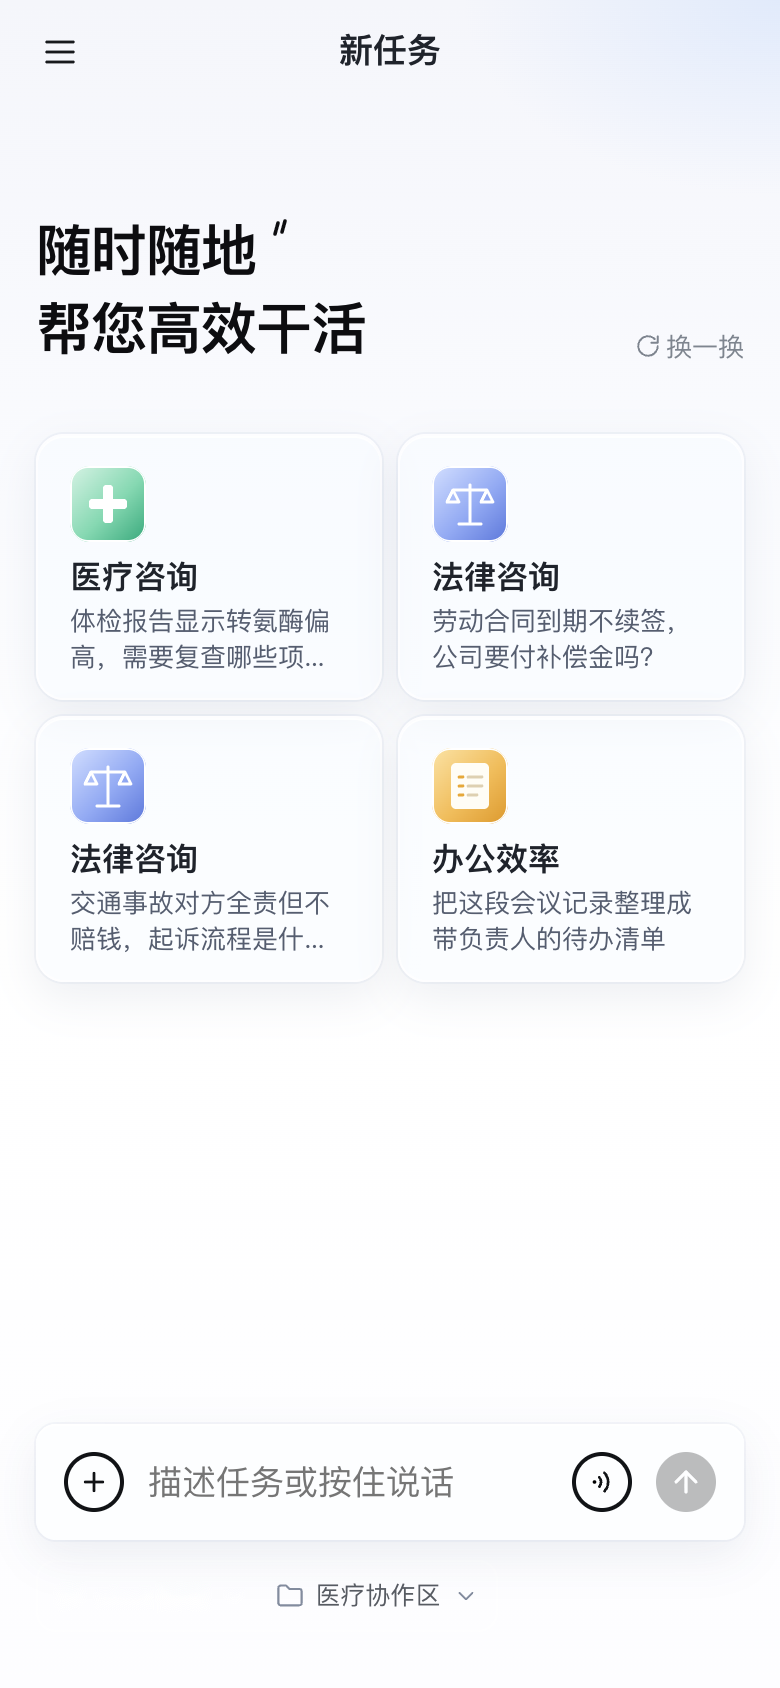 新任务
随时随地〃
帮您高效干活
换一换
医疗咨询
体检报告显示转氨酶偏
高，需要复查哪些项...
法律咨询
劳动合同到期不续签，
公司要付补偿金吗？
法律咨询
交通事故对方全责但不
赔钱，起诉流程是什...
办公效率
把这段会议记录整理成
带负责人的待办清单
描述任务或按住说话
医疗协作区